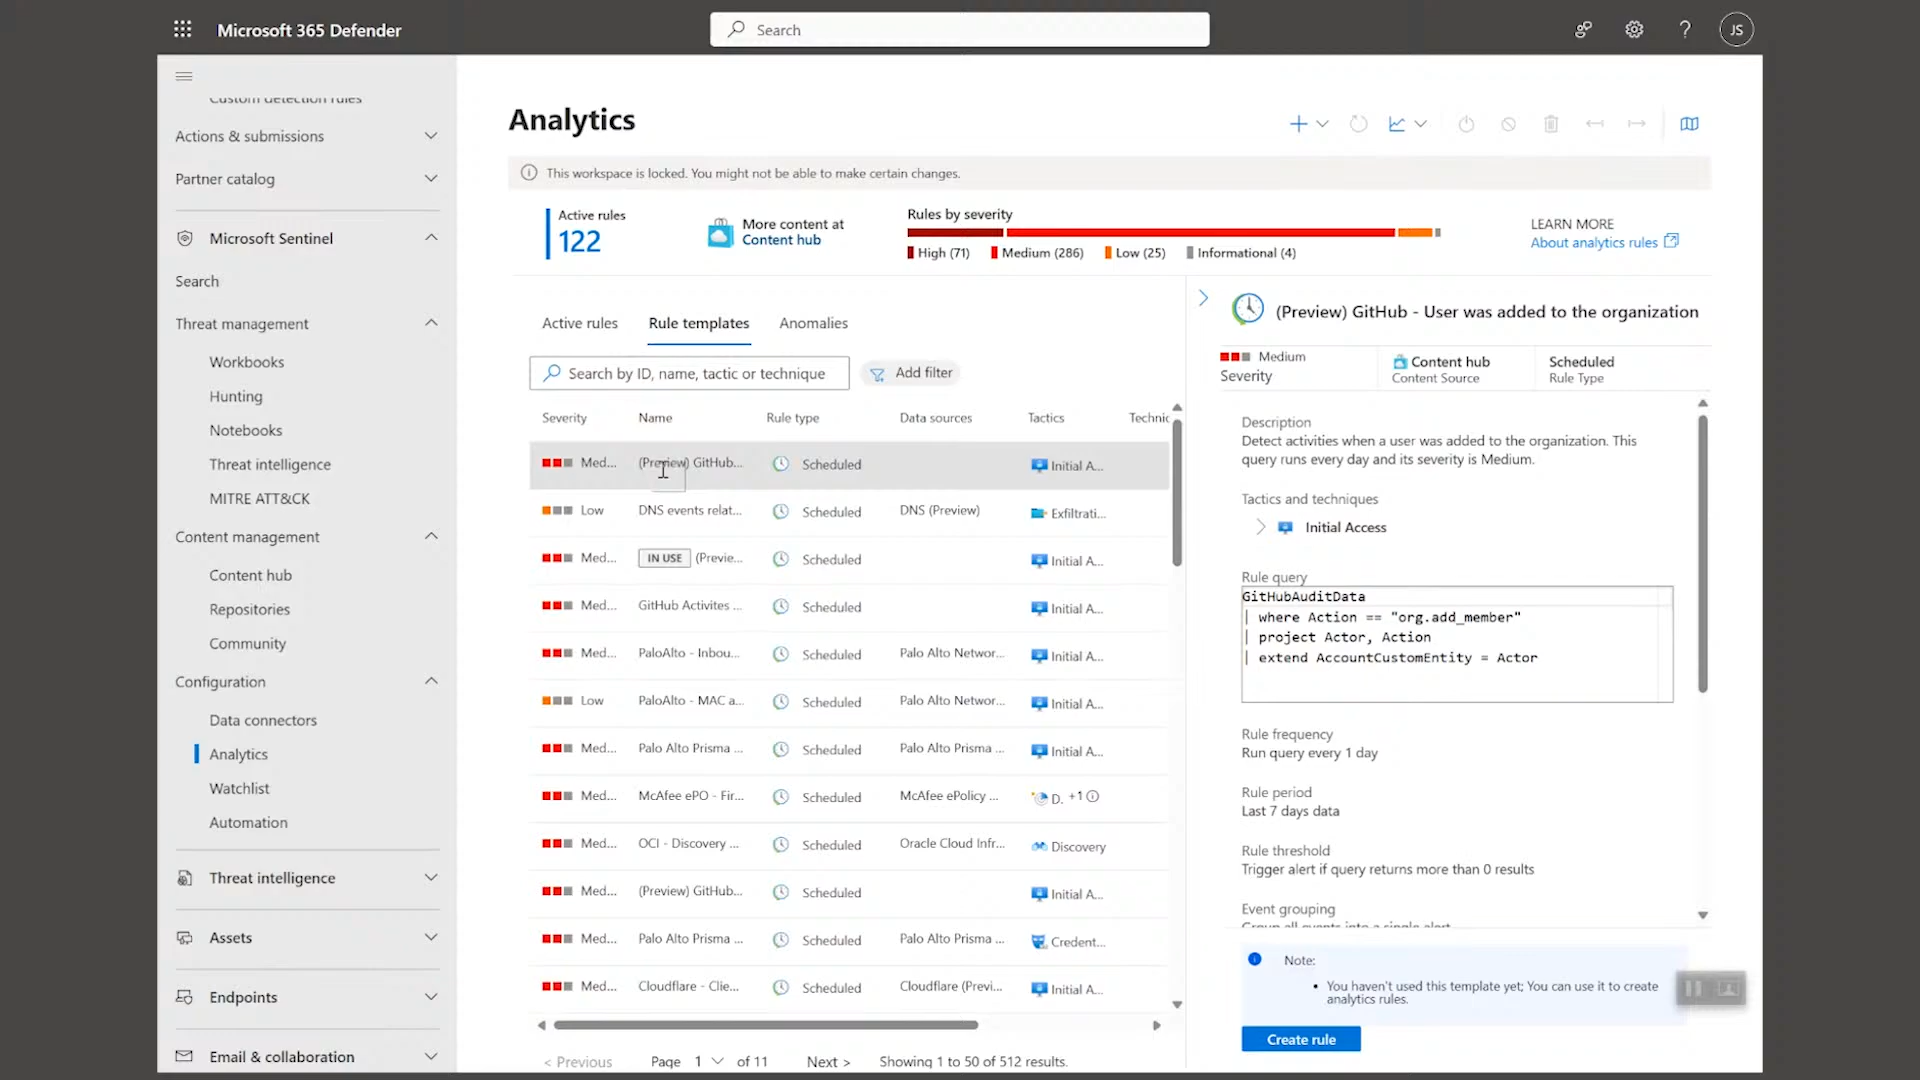 Microsoft 365 Defender
Search
JS
Custom detection rules
Actions & submissions
Partner catalog
Microsoft Sentinel
Search
Threat management
Workbooks
Hunting
Notebooks
Threat intelligence
MITRE ATT&CK
Content management
Content hub
Repositories
Community
Configuration
Data connectors
Analytics
Watchlist
Automation
Threat intelligence
Assets
Endpoints
Email & collaboration
Analytics
This workspace is locked. You might not be able to make certain changes.
Active rules
122
More content at
Content hub
Rules by severity
High (71) Medium (286) Low (25) Informational (4)
LEARN MORE
About analytics rules
Active rules Rule templates Anomalies
Search by ID, name, tactic or technique Add filter
Severity Name Rule type Data sources Tactics Technic
Med... (Preview) GitHub... Scheduled Initial A...
Low DNS events relat... Scheduled DNS (Preview) Exfiltrati...
Med... IN USE (Previe... Scheduled Initial A...
Med... GitHub Activites ... Scheduled Initial A...
Med... PaloAlto - Inbou... Scheduled Palo Alto Networ... Initial A...
Low PaloAlto - MAC a... Scheduled Palo Alto Networ... Initial A...
Med... Palo Alto Prisma ... Scheduled Palo Alto Prisma ... Initial A...
Med... McAfee ePO - Fir... Scheduled McAfee ePolicy ... D. +1
Med... OCI - Discovery ... Scheduled Oracle Cloud Infr... Discovery
Med... (Preview) GitHub... Scheduled Initial A...
Med... Palo Alto Prisma ... Scheduled Palo Alto Prisma ... Credent...
Med... Cloudflare - Clie... Scheduled Cloudflare (Previ... Initial A...
< Previous Page 1 of 11 Next > Showing 1 to 50 of 512 results.
(Preview) GitHub - User was added to the organization
Medium
Severity
Content hub
Content Source
Scheduled
Rule Type
Description
Detect activities when a user was added to the organization. This
query runs every day and its severity is Medium.
Tactics and techniques
Initial Access
Rule query
GitHubAuditData
| where Action == "org.add_member"
| project Actor, Action
| extend AccountCustomEntity = Actor
Rule frequency
Run query every 1 day
Rule period
Last 7 days data
Rule threshold
Trigger alert if query returns more than 0 results
Event grouping
Group all events into a single alert
Note:
• You haven't used this template yet; You can use it to create
analytics rules.
Create rule